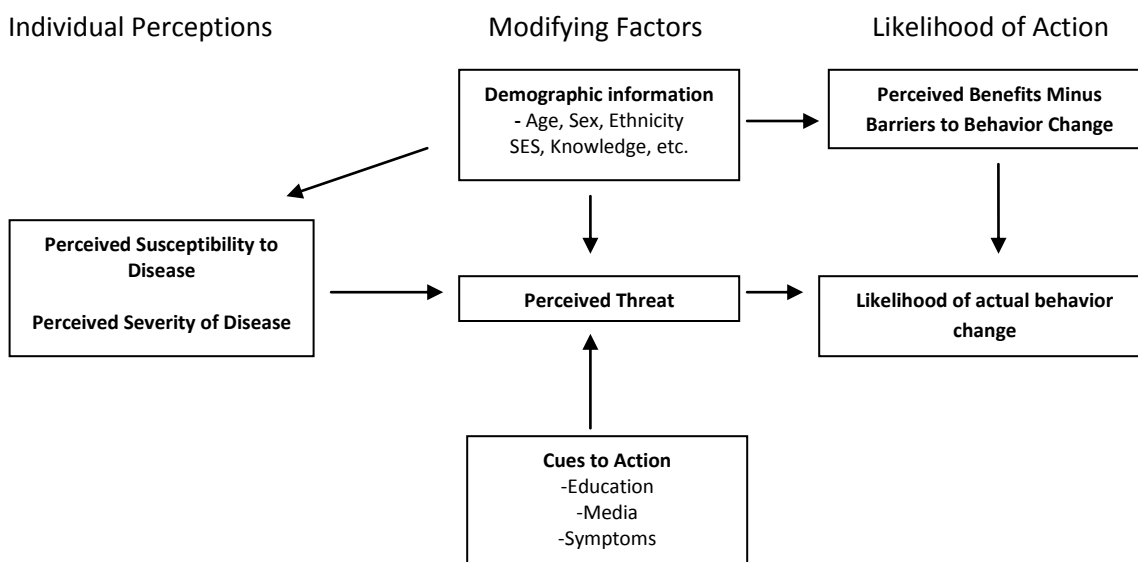 Individual Perceptions
Modifying Factors
Likelihood of Action
Demographic information
- Age, Sex, Ethnicity
SES, Knowledge, etc.
Perceived Benefits Minus
Barriers to Behavior Change
Perceived Susceptibility to
Disease
Perceived Severity of Disease
Perceived Threat
Likelihood of actual behavior
change
Cues to Action
-Education
-Media
-Symptoms